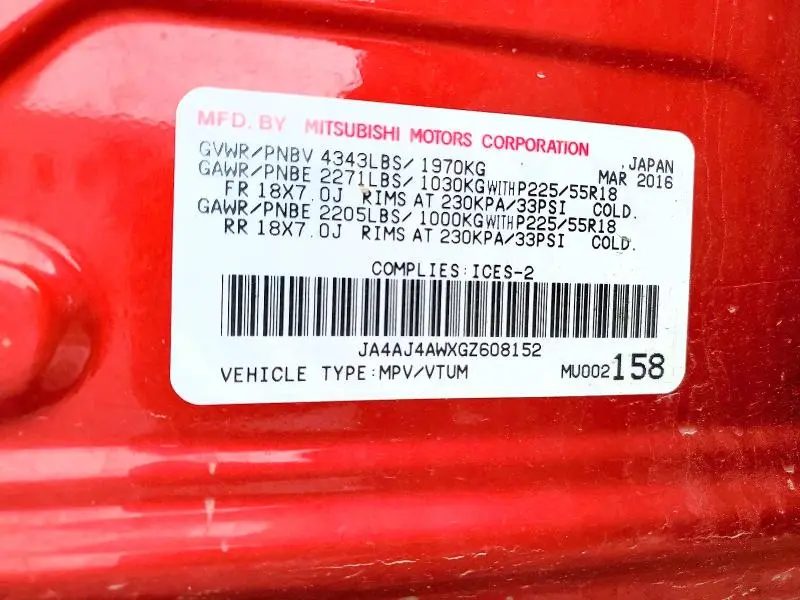 MFD. BY MITSUBISHI MOTORS CORPORATION
GVWR/PNBV 4343LBS/1970KG JAPAN
GAWR/PNBE 2271LBS/1030KG WITH P225/55R18 MAR 2016
FR 18X7.0J RIMS AT 230KPA/33PSI COLD.
GAWR/PNBE 2205LBS/1000KG WITH P225/55R18
RR 18X7.0J RIMS AT 230KPA/33PSI COLD.
COMPLIES:ICES-2
JA4AJ4AWXGZ608152
VEHICLE TYPE:MPV/VTUM MU002158